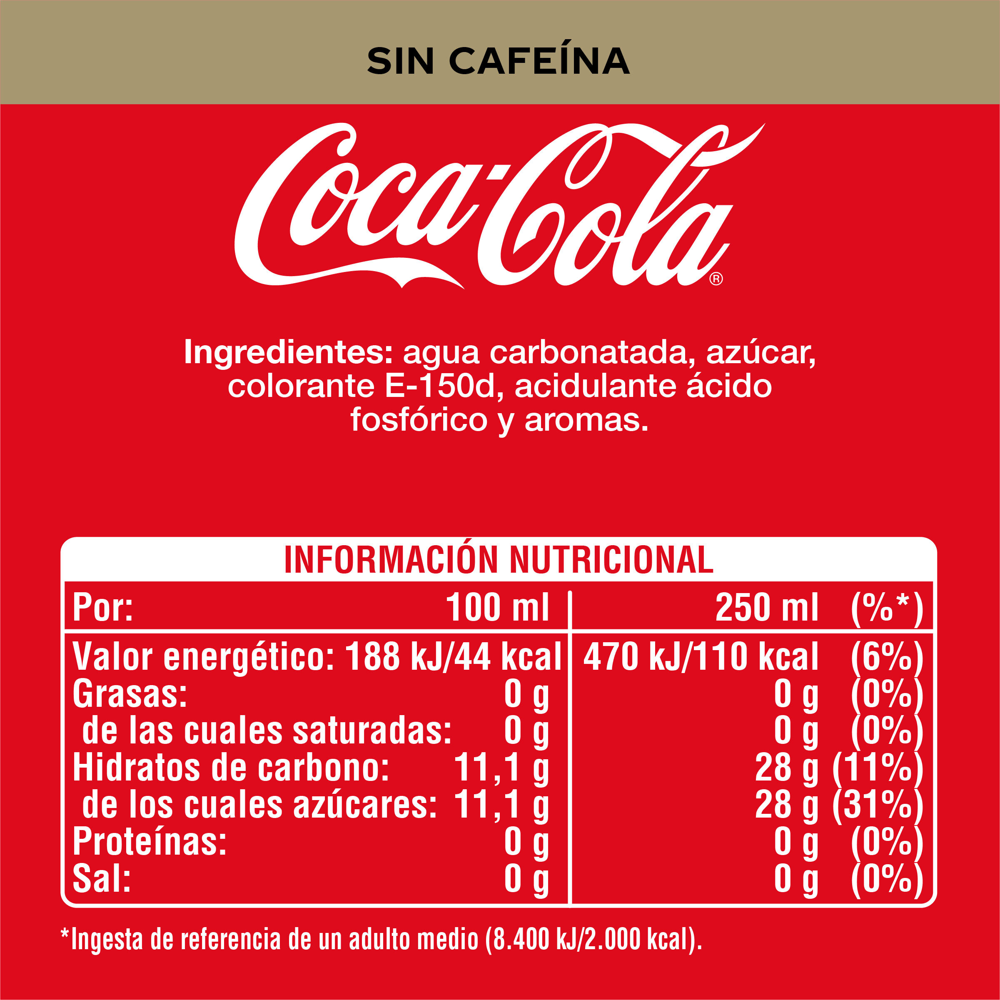 SIN CAFEÍNA
Coca-Cola®
Ingredientes: agua carbonatada, azúcar,
colorante E-150d, acidulante ácido
fosfórico y aromas.
INFORMACIÓN NUTRICIONAL
Por: 100 ml 250 ml (%*)
Valor energético: 188 kJ/44 kcal 470 kJ/110 kcal (6%)
Grasas: 0 g 0 g (0%)
de las cuales saturadas: 0 g 0 g (0%)
Hidratos de carbono: 11,1 g 28 g (11%)
de los cuales azúcares: 11,1 g 28 g (31%)
Proteínas: 0 g 0 g (0%)
Sal: 0 g 0 g (0%)
*Ingesta de referencia de un adulto medio (8.400 kJ/2.000 kcal).